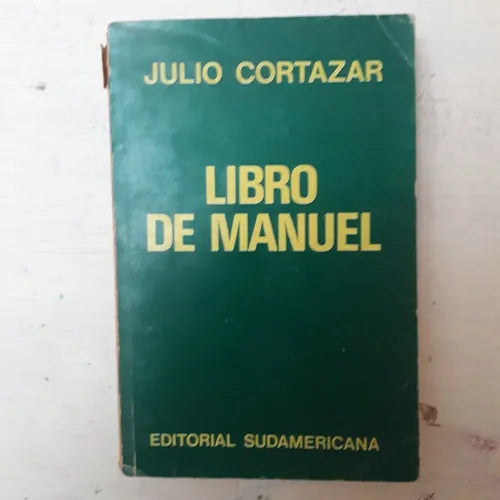 JULIO CORTAZAR
LIBRO
DE MANUEL
EDITORIAL SUDAMERICANA